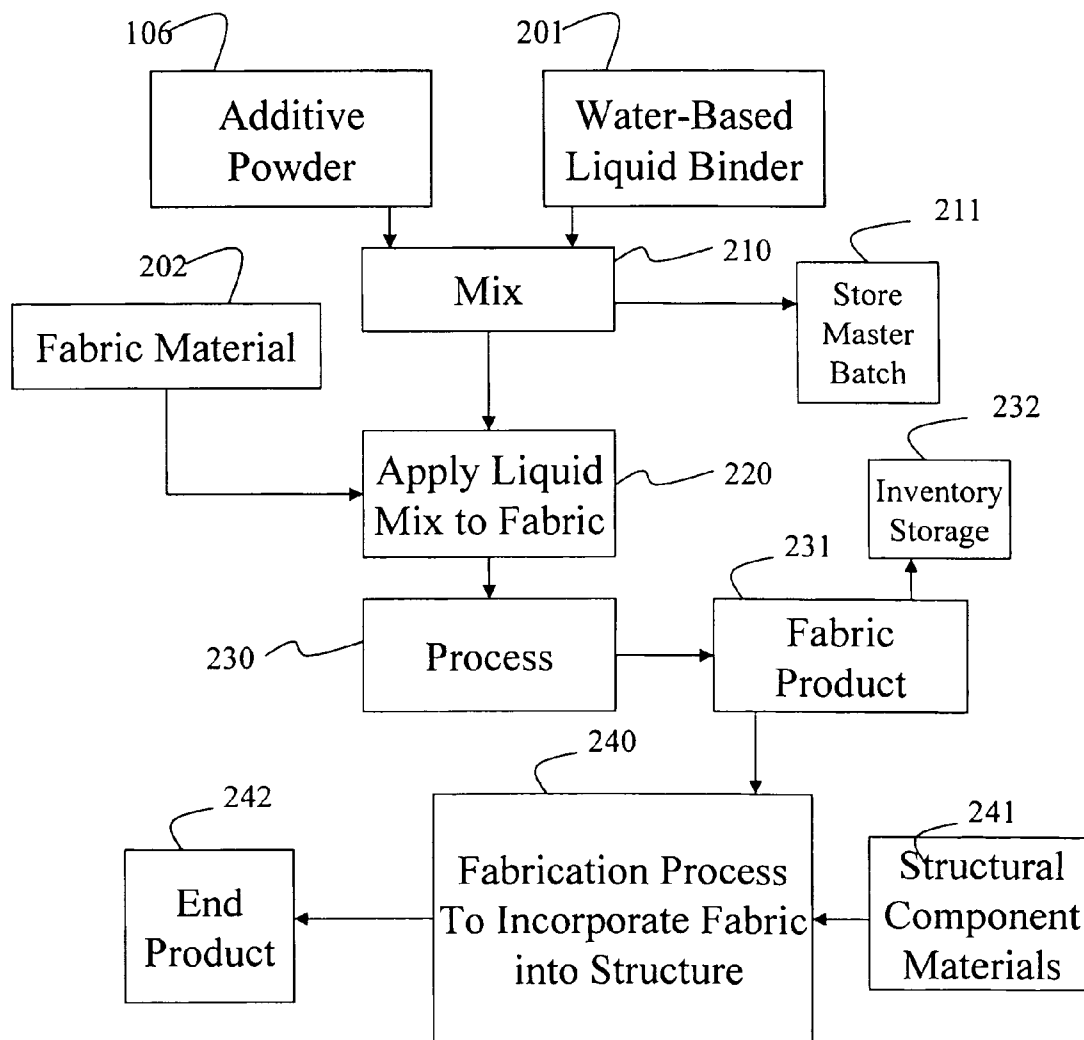 106
201
Additive
Powder
Water-Based
Liquid Binder
211
202
210
Mix
Store
Master
Batch
Fabric Material
232
Apply Liquid
Mix to Fabric
220
Inventory
Storage
231
230
Process
Fabric
Product
240
242
241
End
Product
Fabrication Process
To Incorporate Fabric
into Structure
Structural
Component
Materials